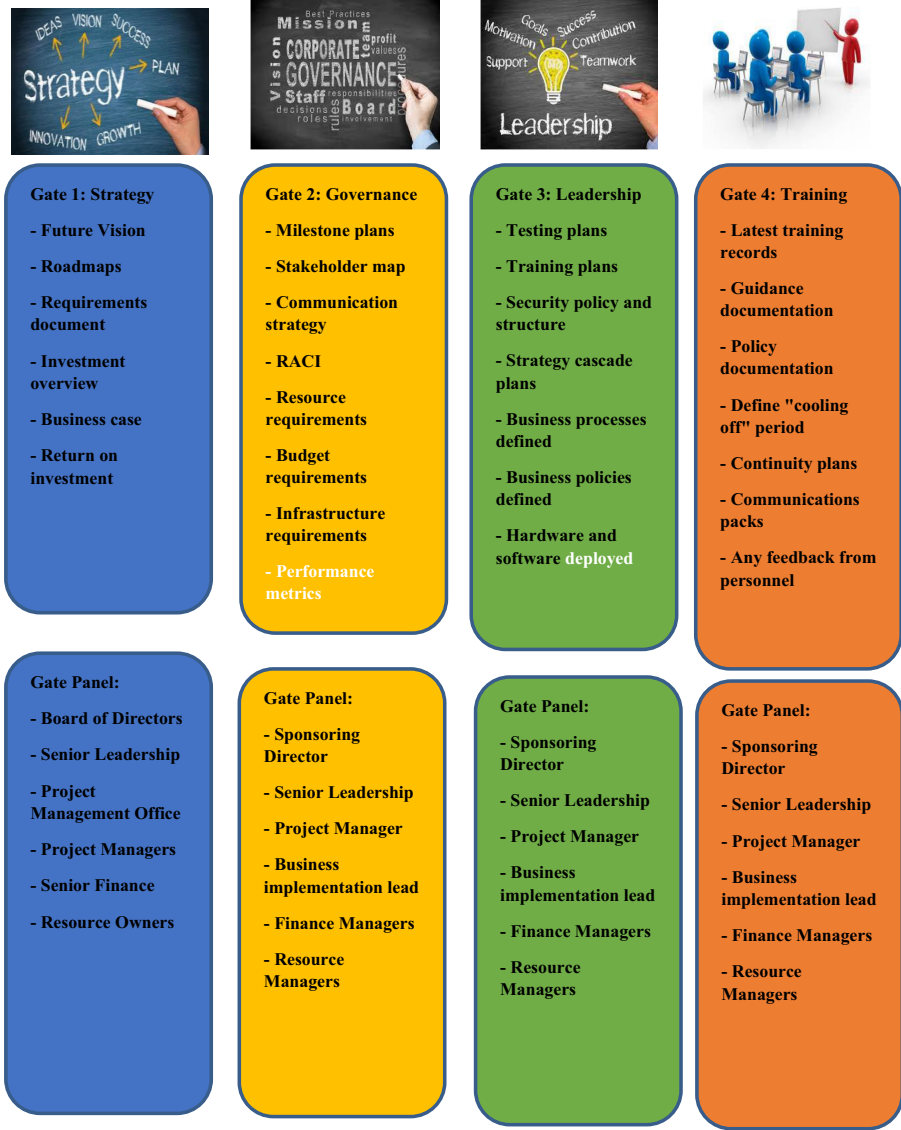 IDEAS VISION SUCCESS
Strategy
PLAN
INNOVATION GROWTH
Best Practices
Mission
Vision
CORPORATE
Team
profit
values
GOVERNANCE
Staff
responsibilities
decisions
Board
roles
rules
involvement
procedures
Motivation Goals Success Contribution
Support Teamwork
Leadership
Gate 1: Strategy
- Future Vision
- Roadmaps
- Requirements
document
- Investment
overview
- Business case
- Return on
investment
Gate 2: Governance
- Milestone plans
- Stakeholder map
- Communication
strategy
- RACI
- Resource
requirements
- Budget
requirements
- Infrastructure
requirements
- Performance
metrics
Gate 3: Leadership
- Testing plans
- Training plans
- Security policy and
structure
- Strategy cascade
plans
- Business processes
defined
- Business policies
defined
- Hardware and
software deployed
Gate 4: Training
- Latest training
records
- Guidance
documentation
- Policy
documentation
- Define "cooling
off" period
- Continuity plans
- Communications
packs
- Any feedback from
personnel
Gate Panel:
- Board of Directors
- Senior Leadership
- Project
Management Office
- Project Managers
- Senior Finance
- Resource Owners
Gate Panel:
- Sponsoring
Director
- Senior Leadership
- Project Manager
- Business
implementation lead
- Finance Managers
- Resource
Managers
Gate Panel:
- Sponsoring
Director
- Senior Leadership
- Project Manager
- Business
implementation lead
- Finance Managers
- Resource
Managers
Gate Panel:
- Sponsoring
Director
- Senior Leadership
- Project Manager
- Business
implementation lead
- Finance Managers
- Resource
Managers